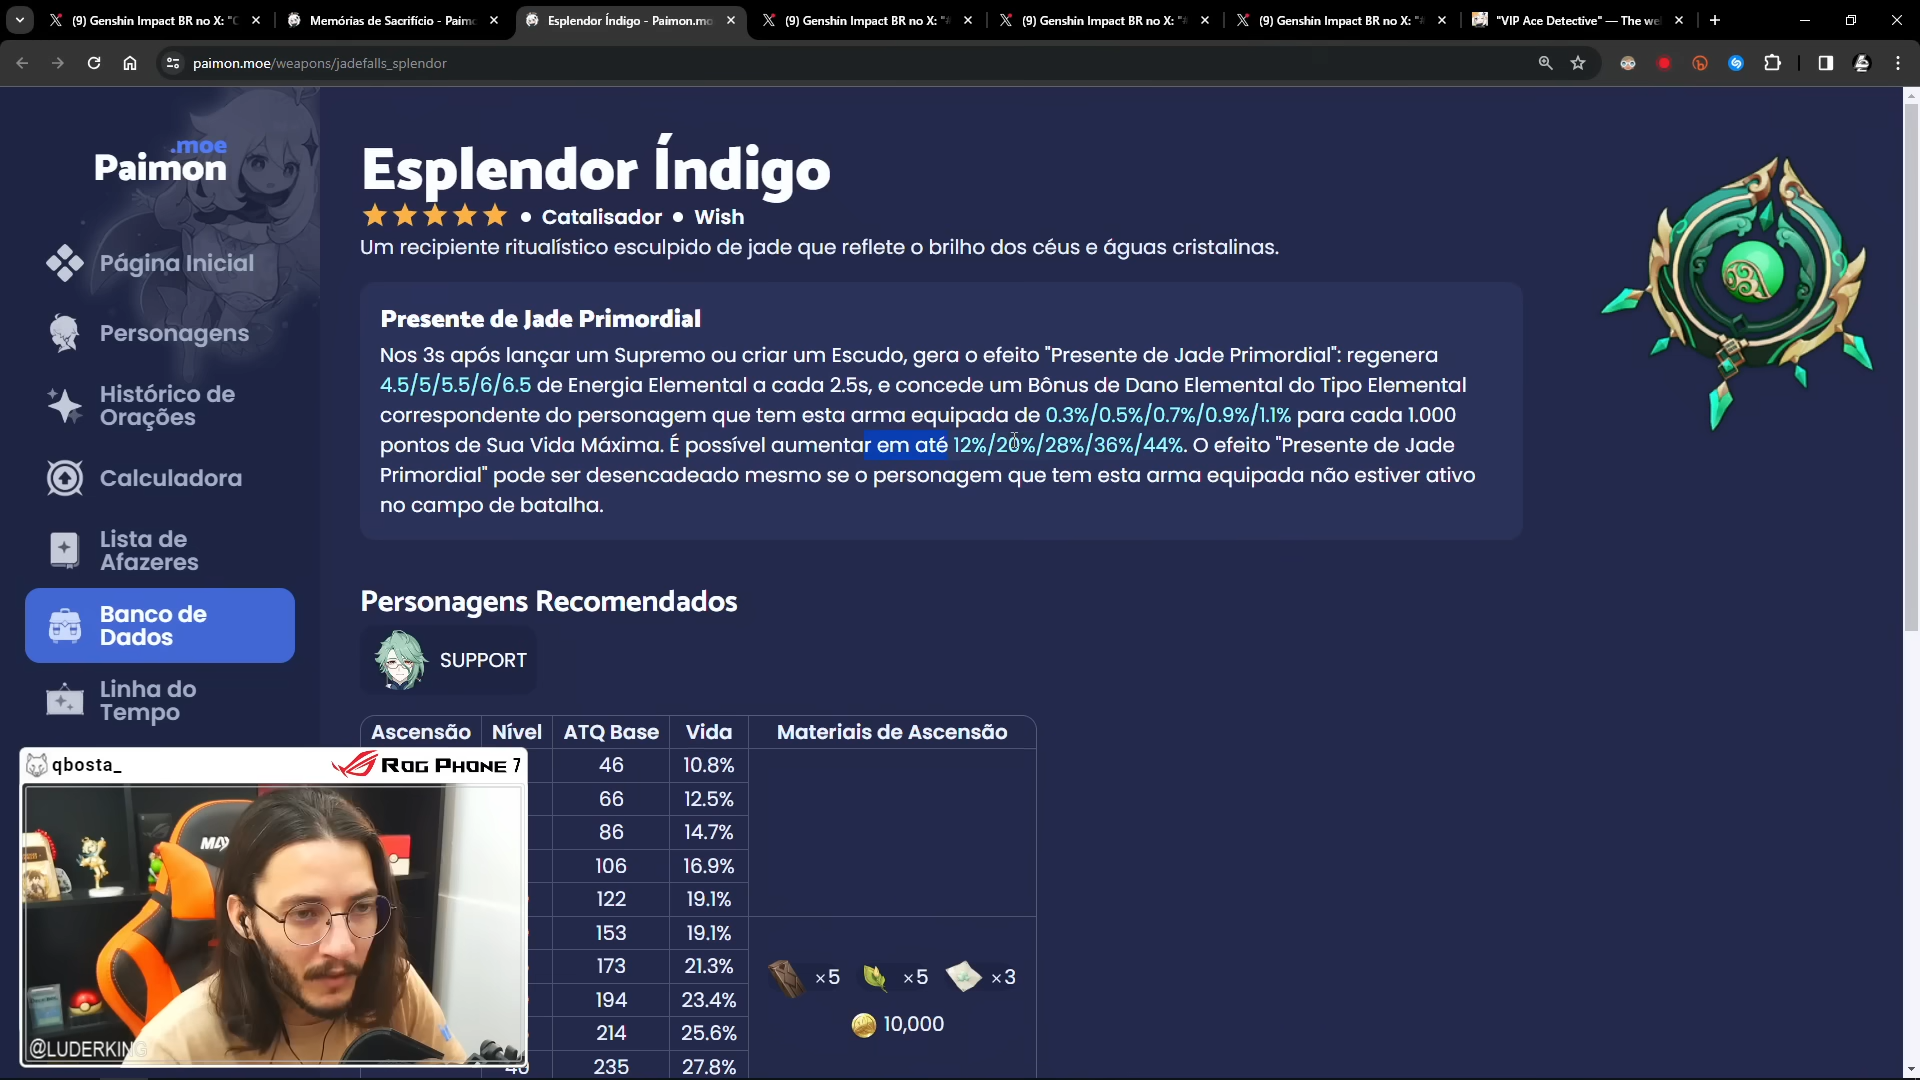 (9) Genshin Impact BR no X: "C
Memórias de Sacrifício - Paim
Esplendor Índigo - Paimon.mo
(9) Genshin Impact BR no X: "#
(9) Genshin Impact BR no X: "#
(9) Genshin Impact BR no X: "#
"VIP Ace Detective" — The we
paimon.moe/weapons/jadefalls_splendor
.moe
Paimon
Página Inicial
Personagens
Histórico de
Orações
Calculadora
Lista de
Afazeres
Banco de
Dados
Linha do
Tempo
Esplendor Índigo
• Catalisador • Wish
Um recipiente ritualístico esculpido de jade que reflete o brilho dos céus e águas cristalinas.
Presente de Jade Primordial
Nos 3s após lançar um Supremo ou criar um Escudo, gera o efeito "Presente de Jade Primordial": regenera
4.5/5/5.5/6/6.5 de Energia Elemental a cada 2.5s, e concede um Bônus de Dano Elemental do Tipo Elemental
correspondente do personagem que tem esta arma equipada de 0.3%/0.5%/0.7%/0.9%/1.1% para cada 1.000
pontos de Sua Vida Máxima. É possível aumentar em até 12%/20%/28%/36%/44%. O efeito "Presente de Jade
Primordial" pode ser desencadeado mesmo se o personagem que tem esta arma equipada não estiver ativo
no campo de batalha.
Personagens Recomendados
SUPPORT
Ascensão Nível ATQ Base Vida Materiais de Ascensão
46 10.8%
66 12.5%
86 14.7%
106 16.9%
122 19.1%
153 19.1%
173 21.3%
194 23.4%
214 25.6%
40 235 27.8%
×5 ×5 ×3
10,000
qbosta_
ROG PHONE 7
MAX
@LUDERKING